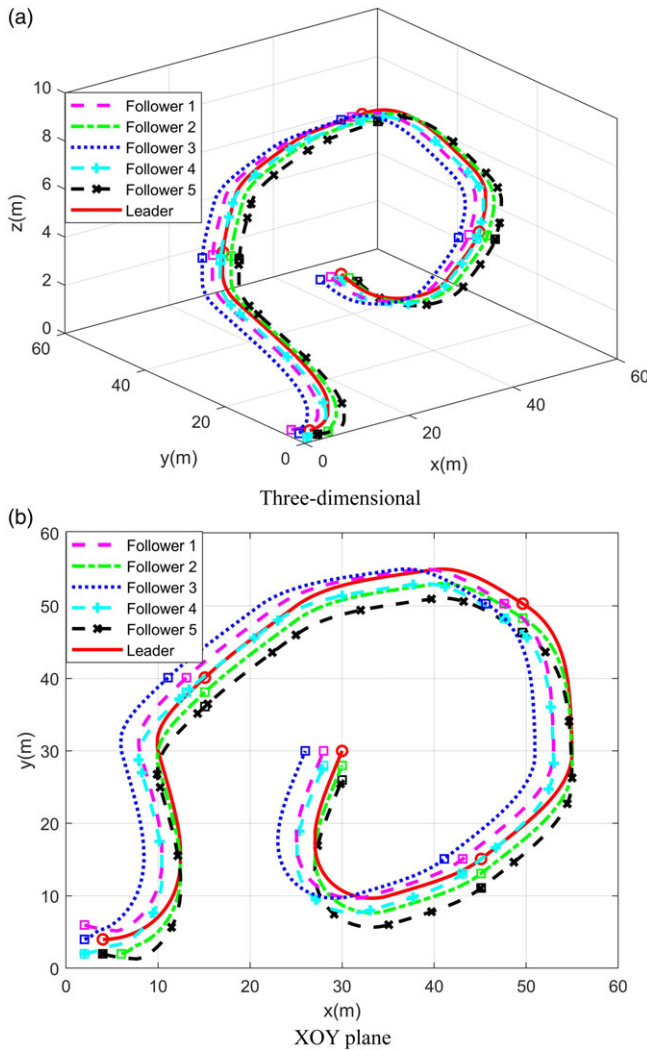 (a)
10
8
6
4
2
0
z(m)
Follower 1
Follower 2
Follower 3
Follower 4
Follower 5
Leader
60
40
20
0
y(m)
0
20
40
60
x(m)
Three-dimensional
(b)
60
50
40
30
20
10
0
y(m)
Follower 1
Follower 2
Follower 3
Follower 4
Follower 5
Leader
0
10
20
30
40
50
60
x(m)
XOY plane